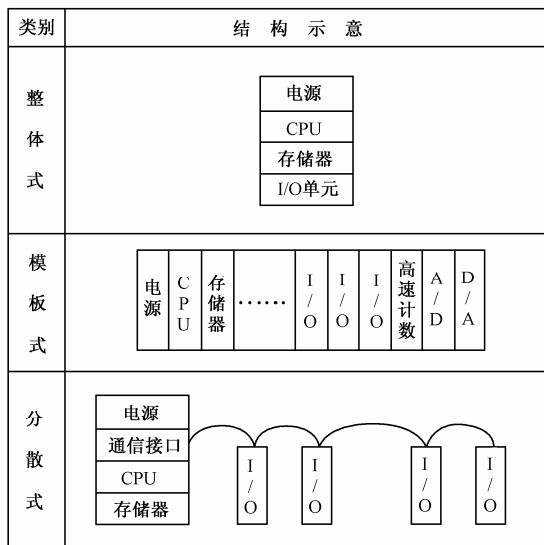 类别 结构示意
整体式
电源
CPU
存储器
I/O单元
模板式
电源 CPU 存储器 …… I/O I/O I/O 高速计数 A/D D/A
分散式
电源
通信接口
CPU
存储器
I/O I/O I/O I/O